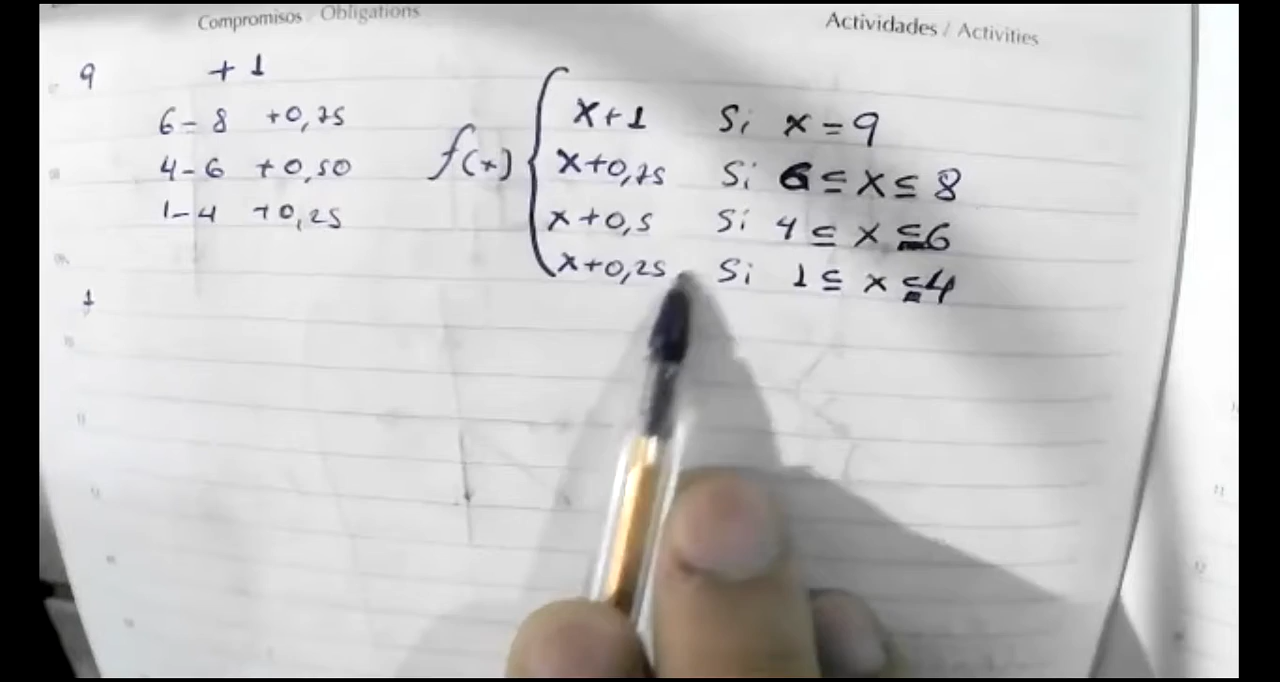 Compromisos / Obligations
Actividades / Activities
9 +1
6-8 +0,75
4-6 +0,50
1-4 +0,25
1
f(x) {
x+1 Si x=9
x+0,75 Si 6≤x≤8
x+0,5 Si 4≤x≤6
x+0,25 Si 1≤x≤4